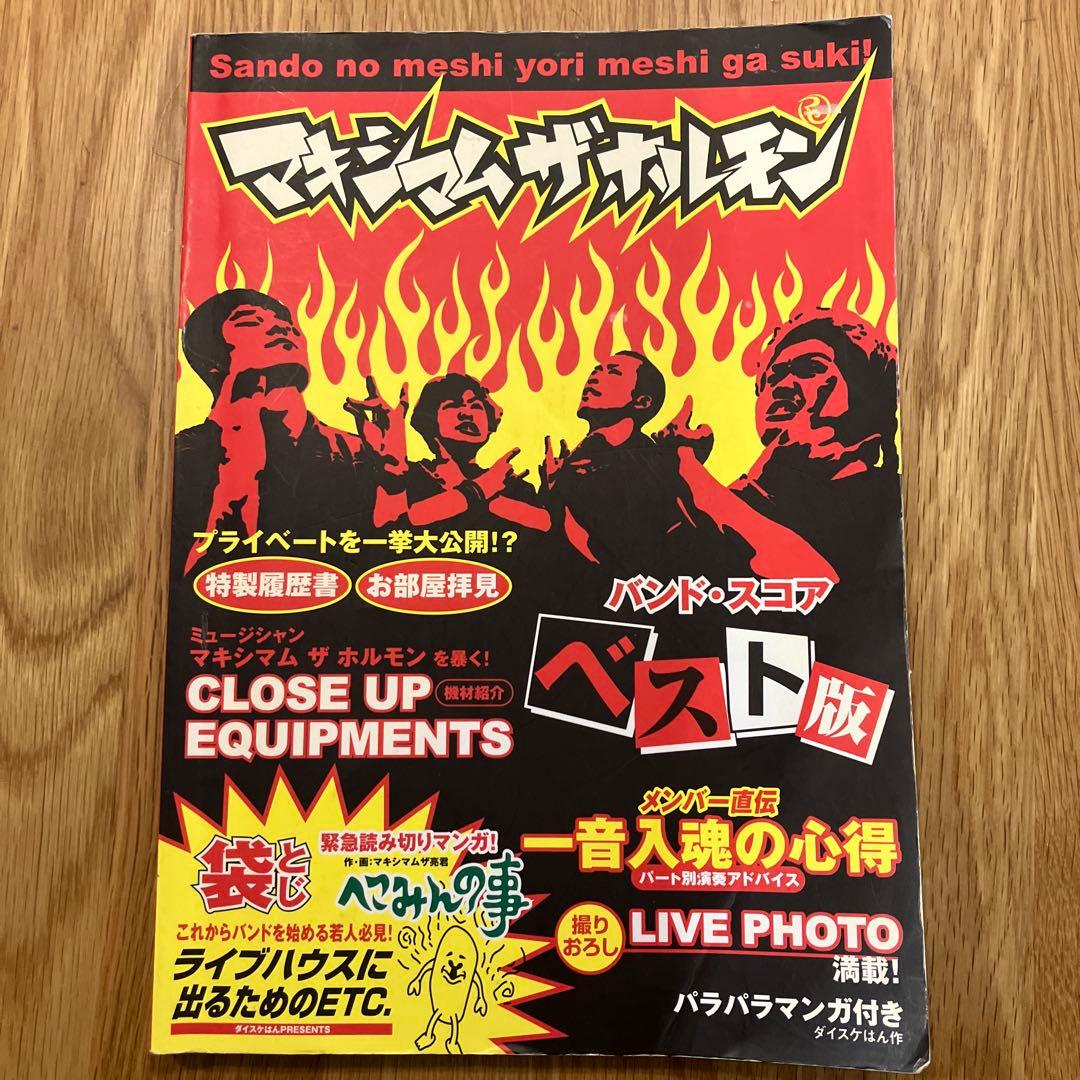 Sando no meshi yori meshi ga suki!
マキシマム ザ ホルモン
プライベートを一挙大公開!?
特製履歴書
お部屋拝見
ミュージシャン
マキシマム ザ ホルモン を暴く!
CLOSE UP
機材紹介
EQUIPMENTS
バンド・スコア
ベスト版
メンバー直伝
一音入魂の心得
パート別演奏アドバイス
撮りおろし
LIVE PHOTO
満載!
パラパラマンガ付き
ダイスケはん作
袋とじ
緊急読み切りマンガ!
作・画:マキシマムザ亮君
へこみんの事
これからバンドを始める若人必見!
ライブハウスに
出るためのETC.
ダイスケはんPRESENTS